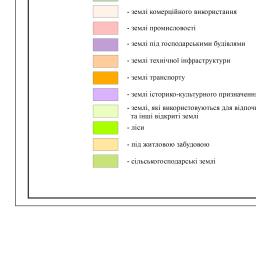 - землі комерційного використання
- землі промисловості
- землі під господарськими будівлями
- землі технічної інфраструктури
- землі транспорту
- землі історико-культурного призначення
- землі, які використовуються для відпоч
та інші відкриті землі
- ліси
- під житловою забудовою
- сільськогосподарські землі